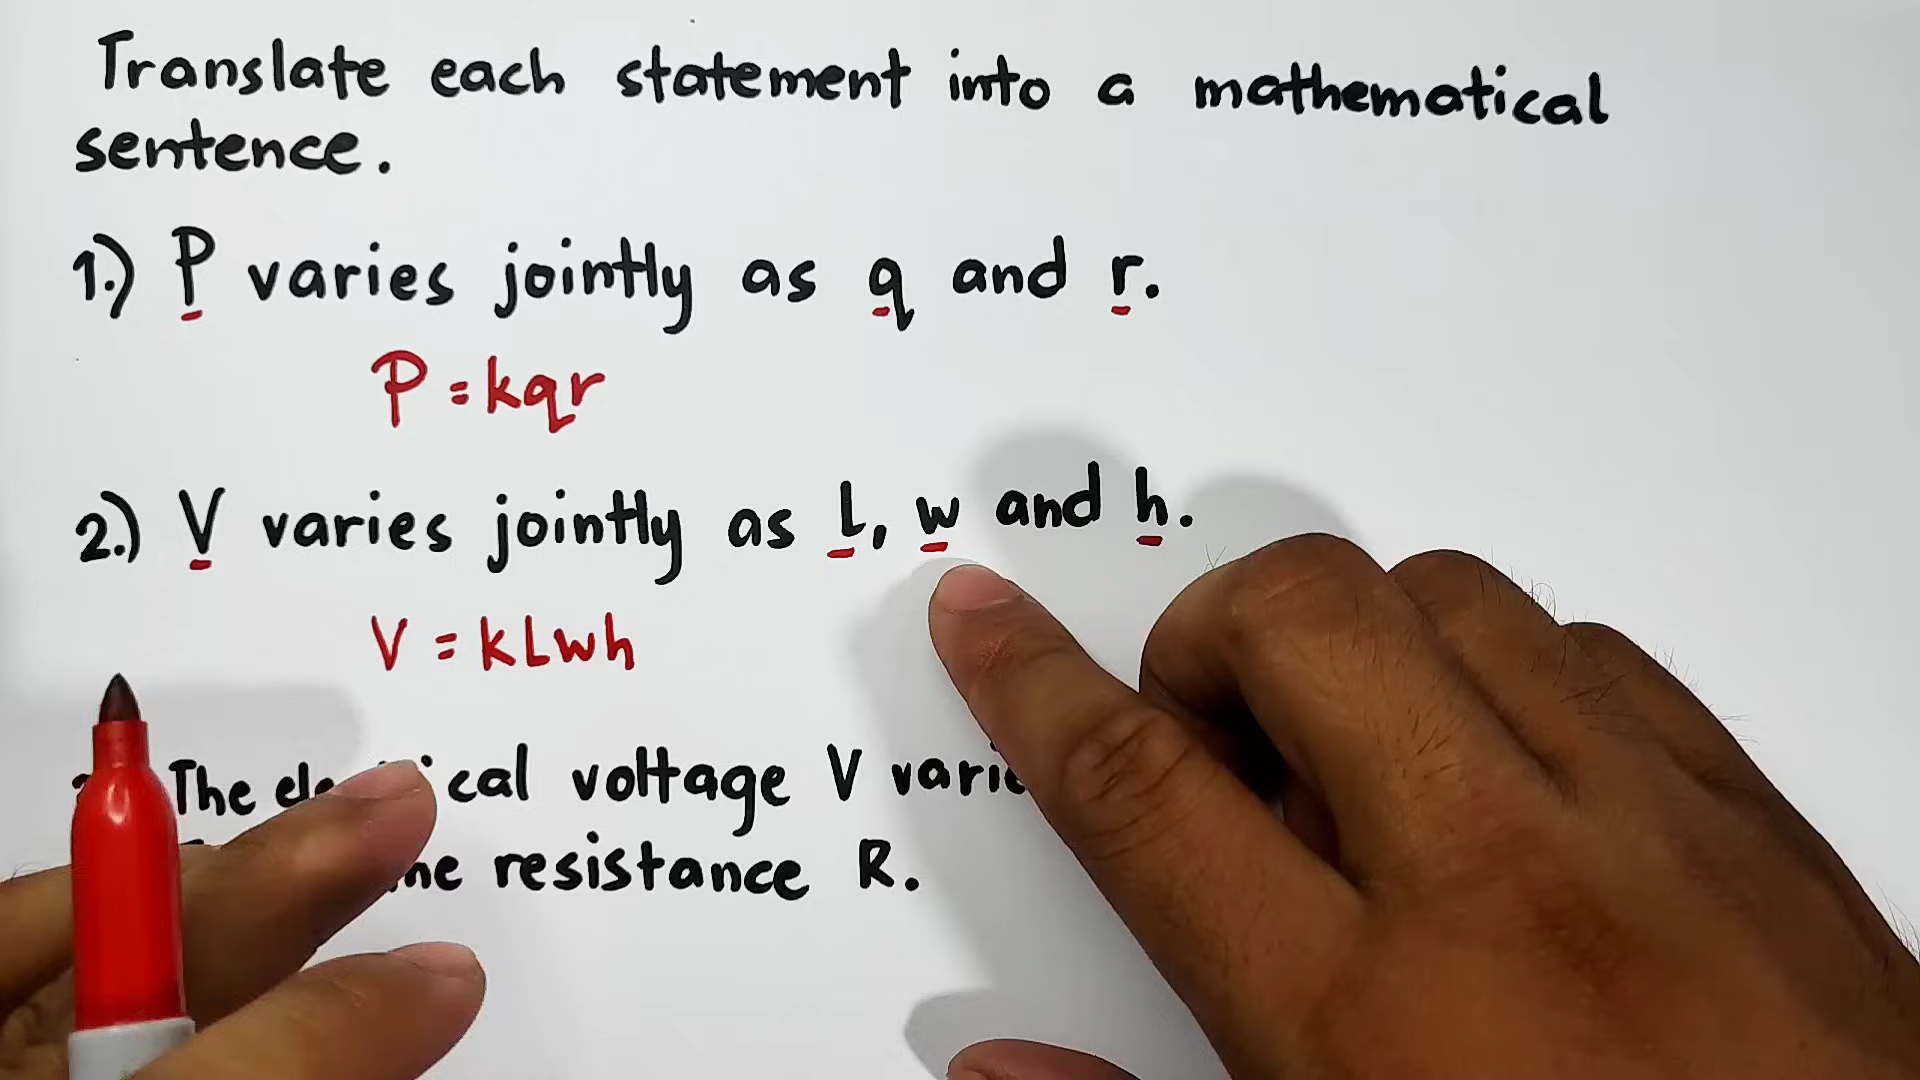 Translate each statement into a mathematical
sentence.
1.) P varies jointly as q and r.
P = kqr
2.) V varies jointly as L, w and h.
V = kLwh
The voltage V
resistance R.